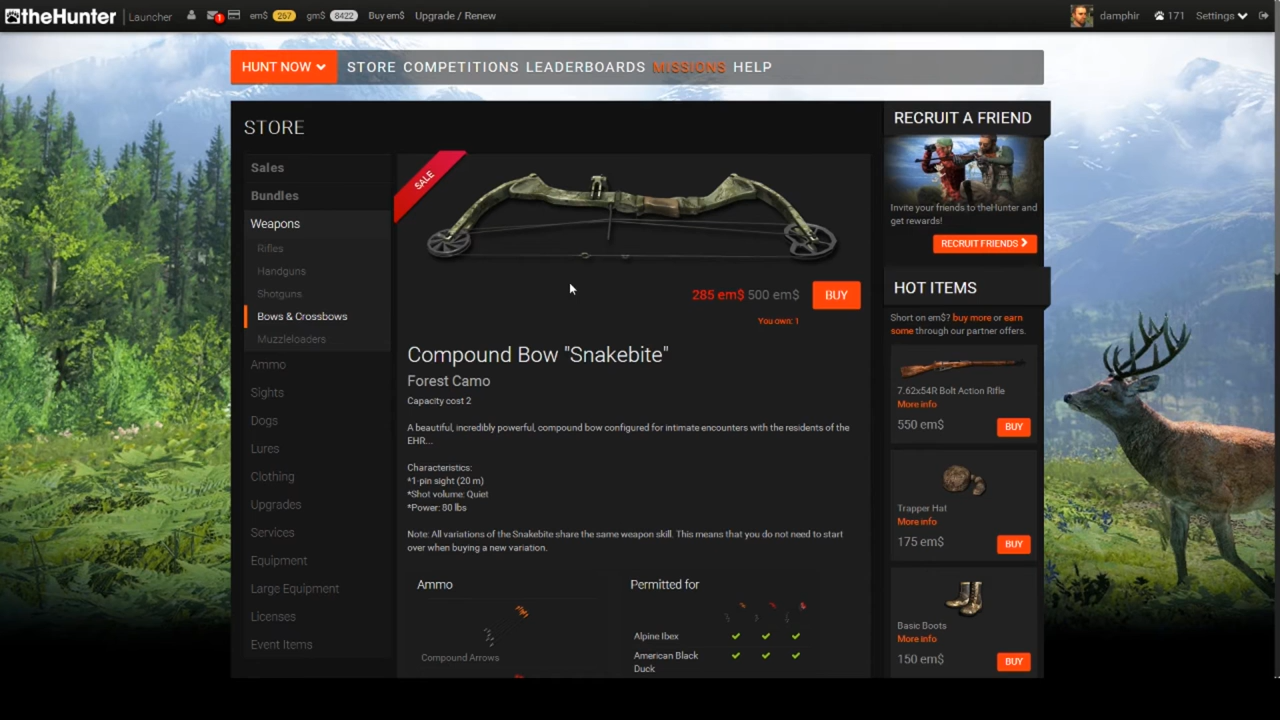 theHunter Launcher 1 em$ 267 gm$ 8422 Buy em$ Upgrade / Renew damphir 171 Settings
HUNT NOW STORE COMPETITIONS LEADERBOARDS MISSIONS HELP
STORE
Sales
Bundles
Weapons
Rifles
Handguns
Shotguns
Bows & Crossbows
Muzzleloaders
Ammo
Sights
Dogs
Lures
Clothing
Upgrades
Services
Equipment
Large Equipment
Licenses
Event Items
SALE
285 em$ 500 em$ BUY
You own: 1
Compound Bow "Snakebite"
Forest Camo
Capacity cost 2
A beautiful, incredibly powerful, compound bow configured for intimate encounters with the residents of the
EHR...
Characteristics:
*1-pin sight (20 m)
*Shot volume: Quiet
*Power: 80 lbs
Note: All variations of the Snakebite share the same weapon skill. This means that you do not need to start
over when buying a new variation.
Ammo
Compound Arrows
Permitted for
Alpine Ibex
American Black
Duck
RECRUIT A FRIEND
Invite your friends to theHunter and
get rewards!
RECRUIT FRIENDS
HOT ITEMS
Short on em$? buy more or earn
some through our partner offers.
7.62x54R Bolt Action Rifle
More info
550 em$ BUY
Trapper Hat
More info
175 em$ BUY
Basic Boots
More info
150 em$ BUY